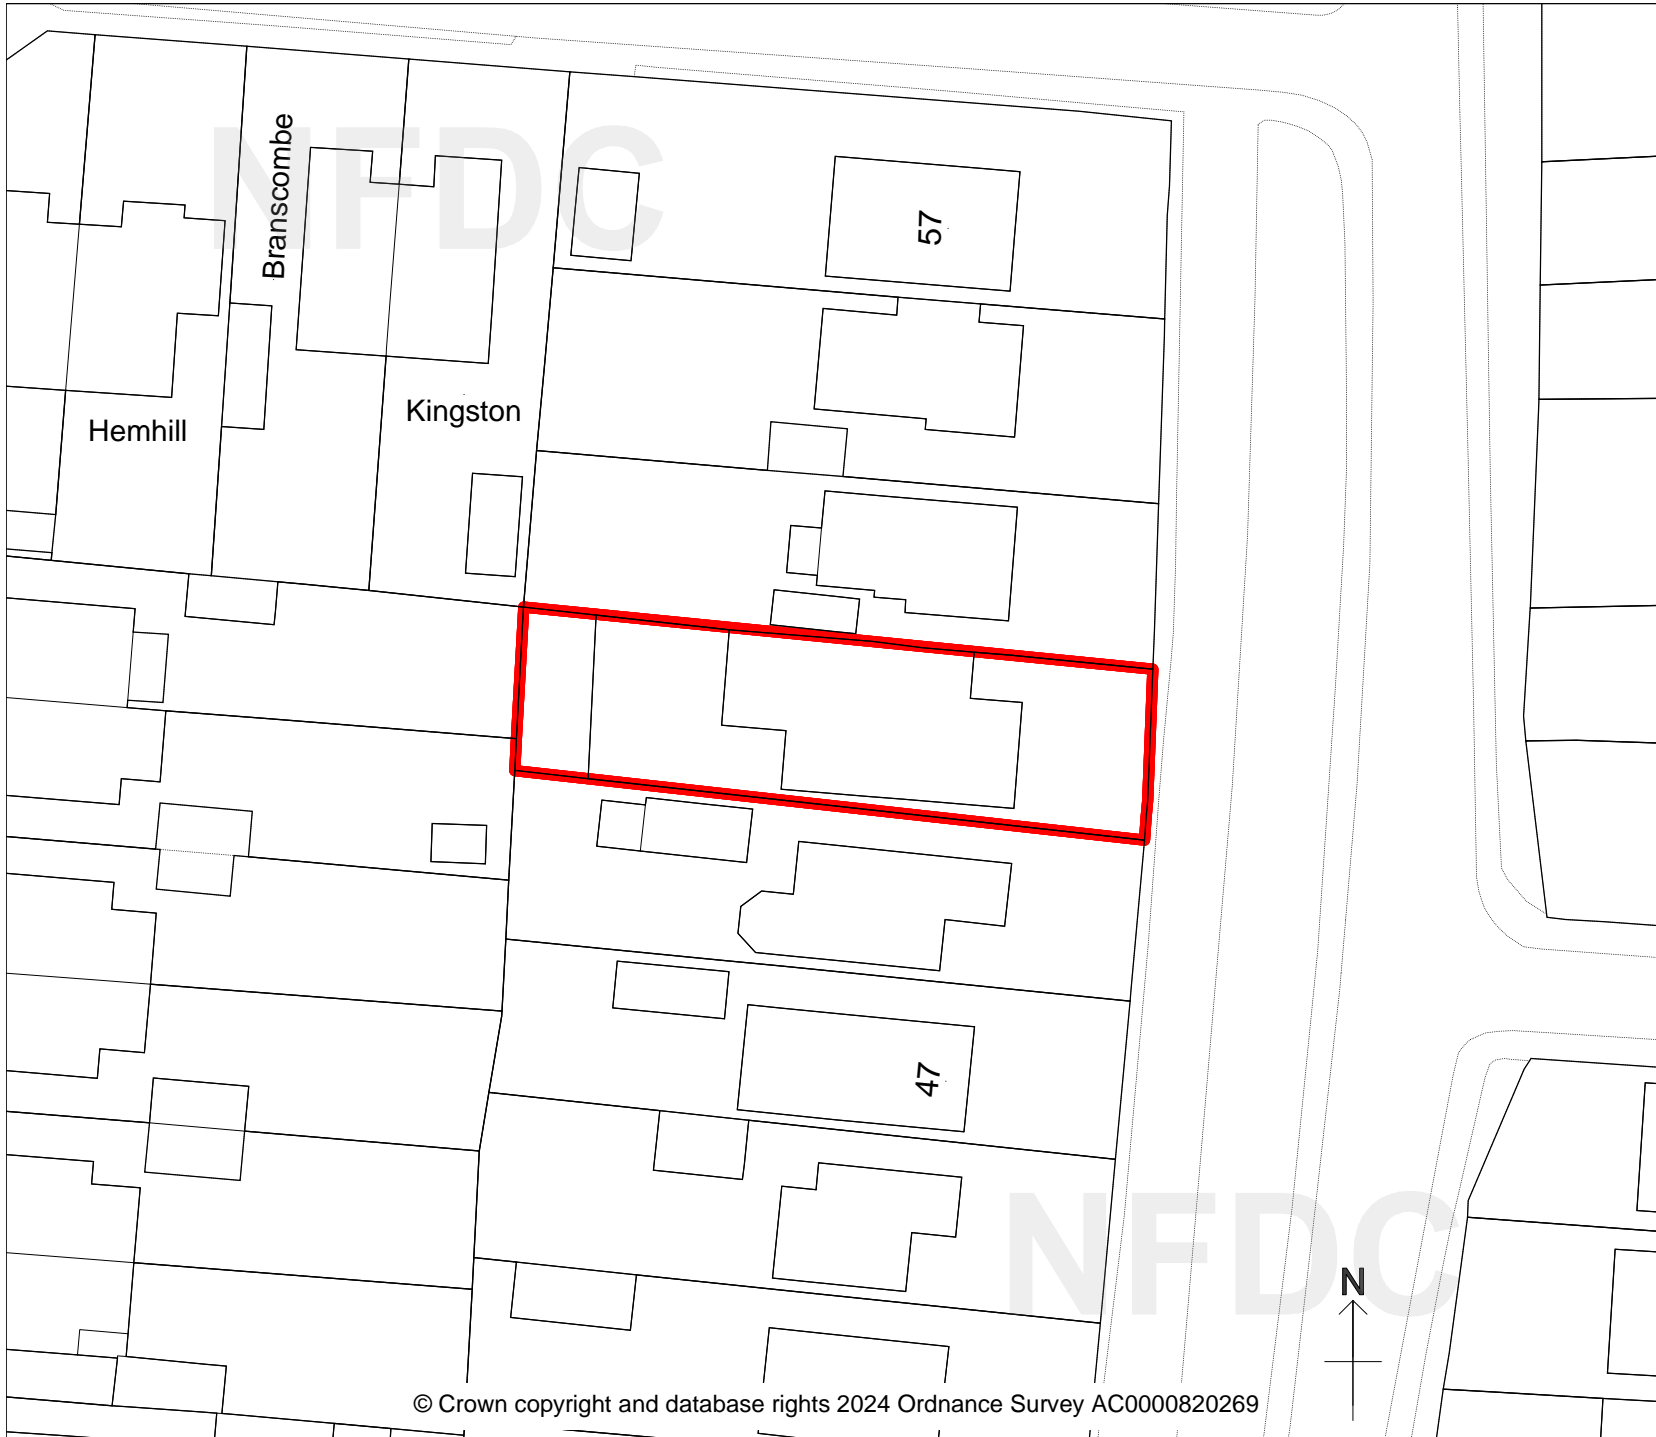 NFDC
Branscombe
57
Kingston
Hemhill
47
NFDC
N
© Crown copyright and database rights 2024 Ordnance Survey AC0000820269